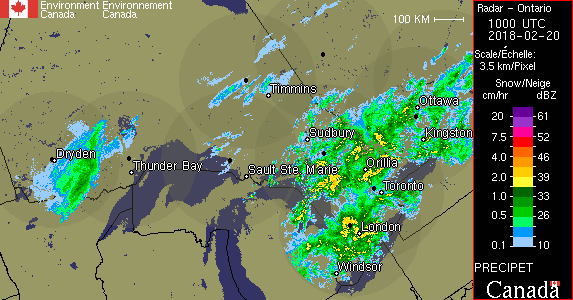 Environment Environnement
Canada Canada
100 KM
Timmins
Ottawa
Sudbury
Kingston
Dryden
Thunder Bay
Sault Ste. Marie
Orillia
Toronto
London
Windsor
Radar - Ontario
1000 UTC
2018-02-20
Scale/Échelle:
3.5 km/Pixel
Snow/Neige
cm/hr dBZ
20 61
7.5 57
5.5 52
4.0 46
2.0 39
1.0 33
0.5 26
0.1 10
PRECIPET
Canada